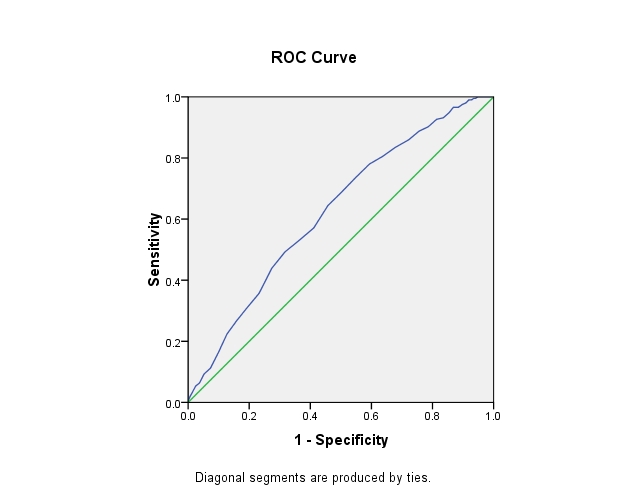 ROC Curve
Sensitivity
1.0
0.8
0.6
0.4
0.2
0.0
0.0 0.2 0.4 0.6 0.8 1.0
1 - Specificity
Diagonal segments are produced by ties.